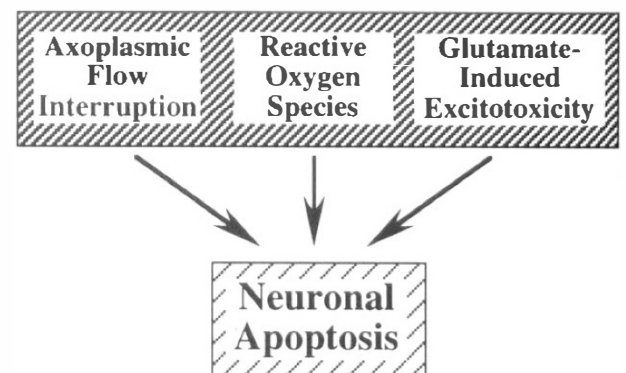 Axoplasmic
Flow
Interruption
Reactive
Oxygen
Species
Glutamate-
Induced
Excitotoxicity
Neuronal
Apoptosis